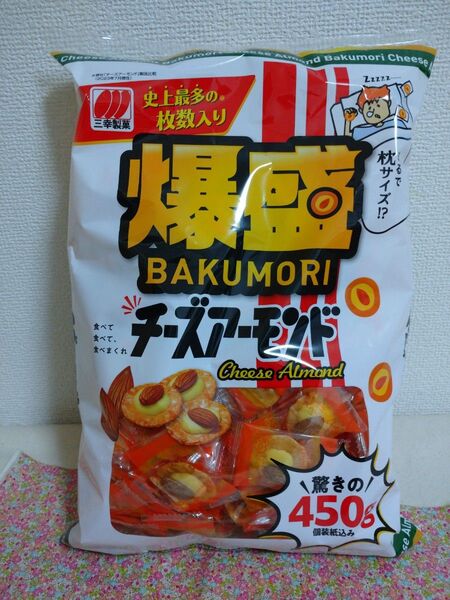 Cheese Almond Bakumori Cheese
三幸製菓
史上最多の
枚数入り
Zzzzz
まるで
枕サイズ!?
爆盛
BAKUMORI
食べて
食べて、
食べまくれ
チーズアーモンド
Cheese Almond
驚きの
450g
個装紙込み